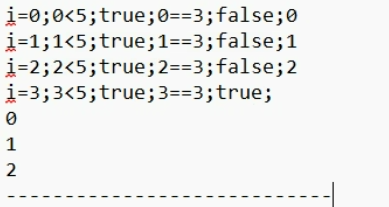 i=0;0<5;true;0==3;false;0
i=1;1<5;true;1==3;false;1
i=2;2<5;true;2==3;false;2
i=3;3<5;true;3==3;true;
0
1
2
----------------------------